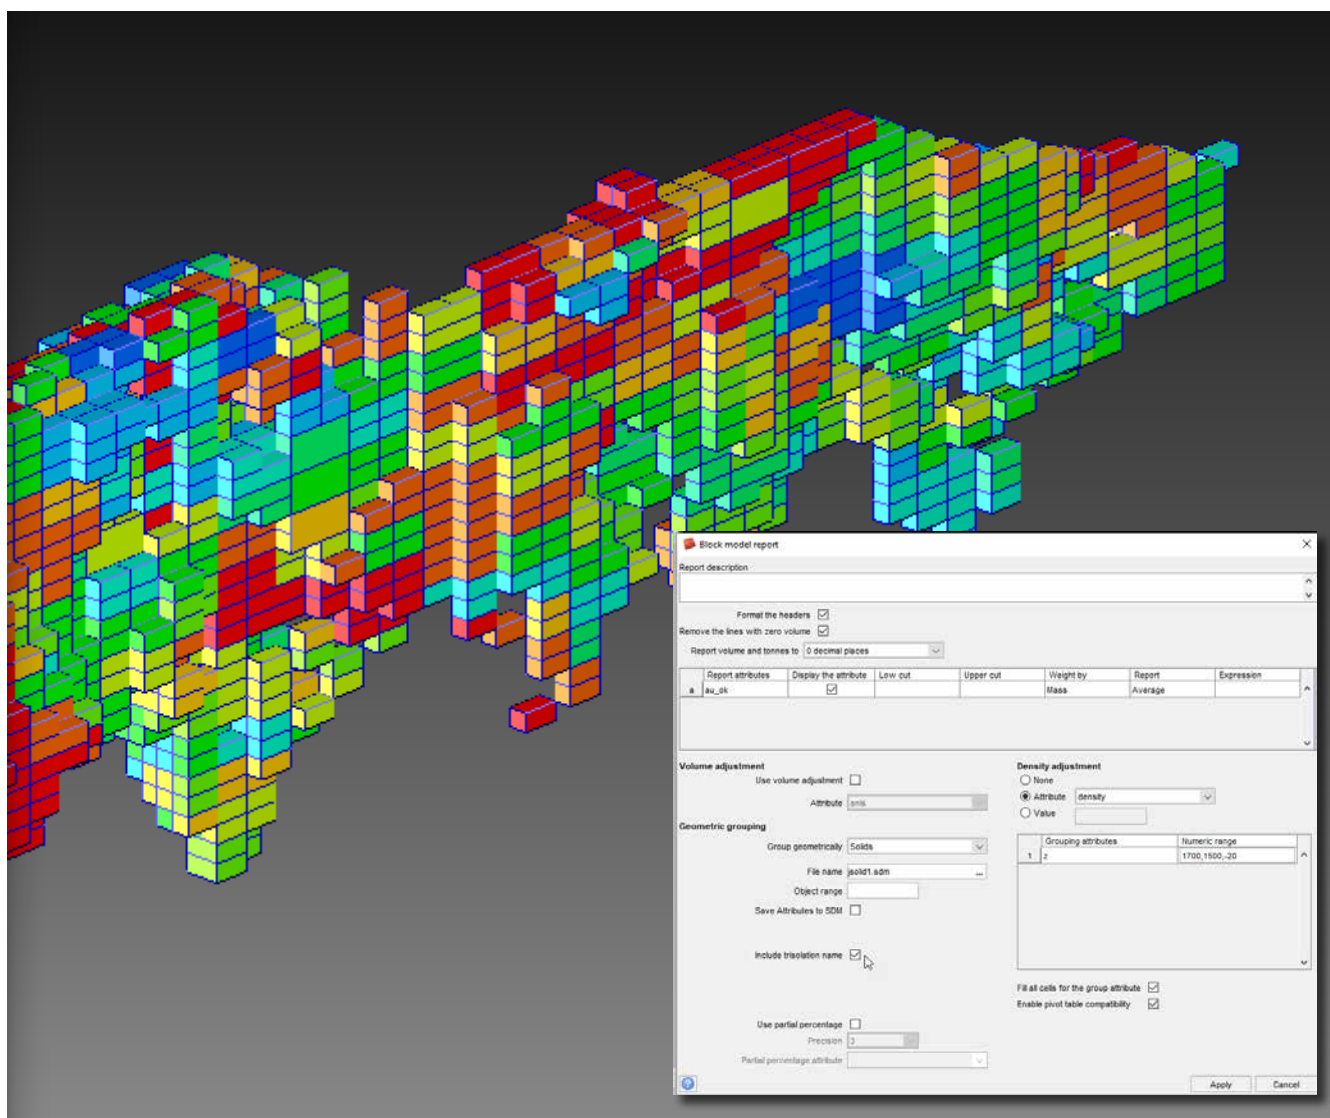 Block model report
Report description
Format the headers
Remove the lines with zero volume
Report volume and tonnes to 0 decimal places
Report attributes Display the attribute Low cut Upper cut Weight by Report Expression
a au_ok Mass Average
Volume adjustment
Use volume adjustment
Attribute anis
Geometric grouping
Group geometrically Solids
File name jsolid1.sdm ...
Object range
Save Attributes to SDM
Include trisolation name
Use partial percentage
Precision 3
Partial percentage attribute
Density adjustment
None
Attribute density
Value
Grouping attributes Numeric range
1 z 1700,1500,-20
Fill all cells for the group attribute
Enable pivot table compatibility
Apply Cancel